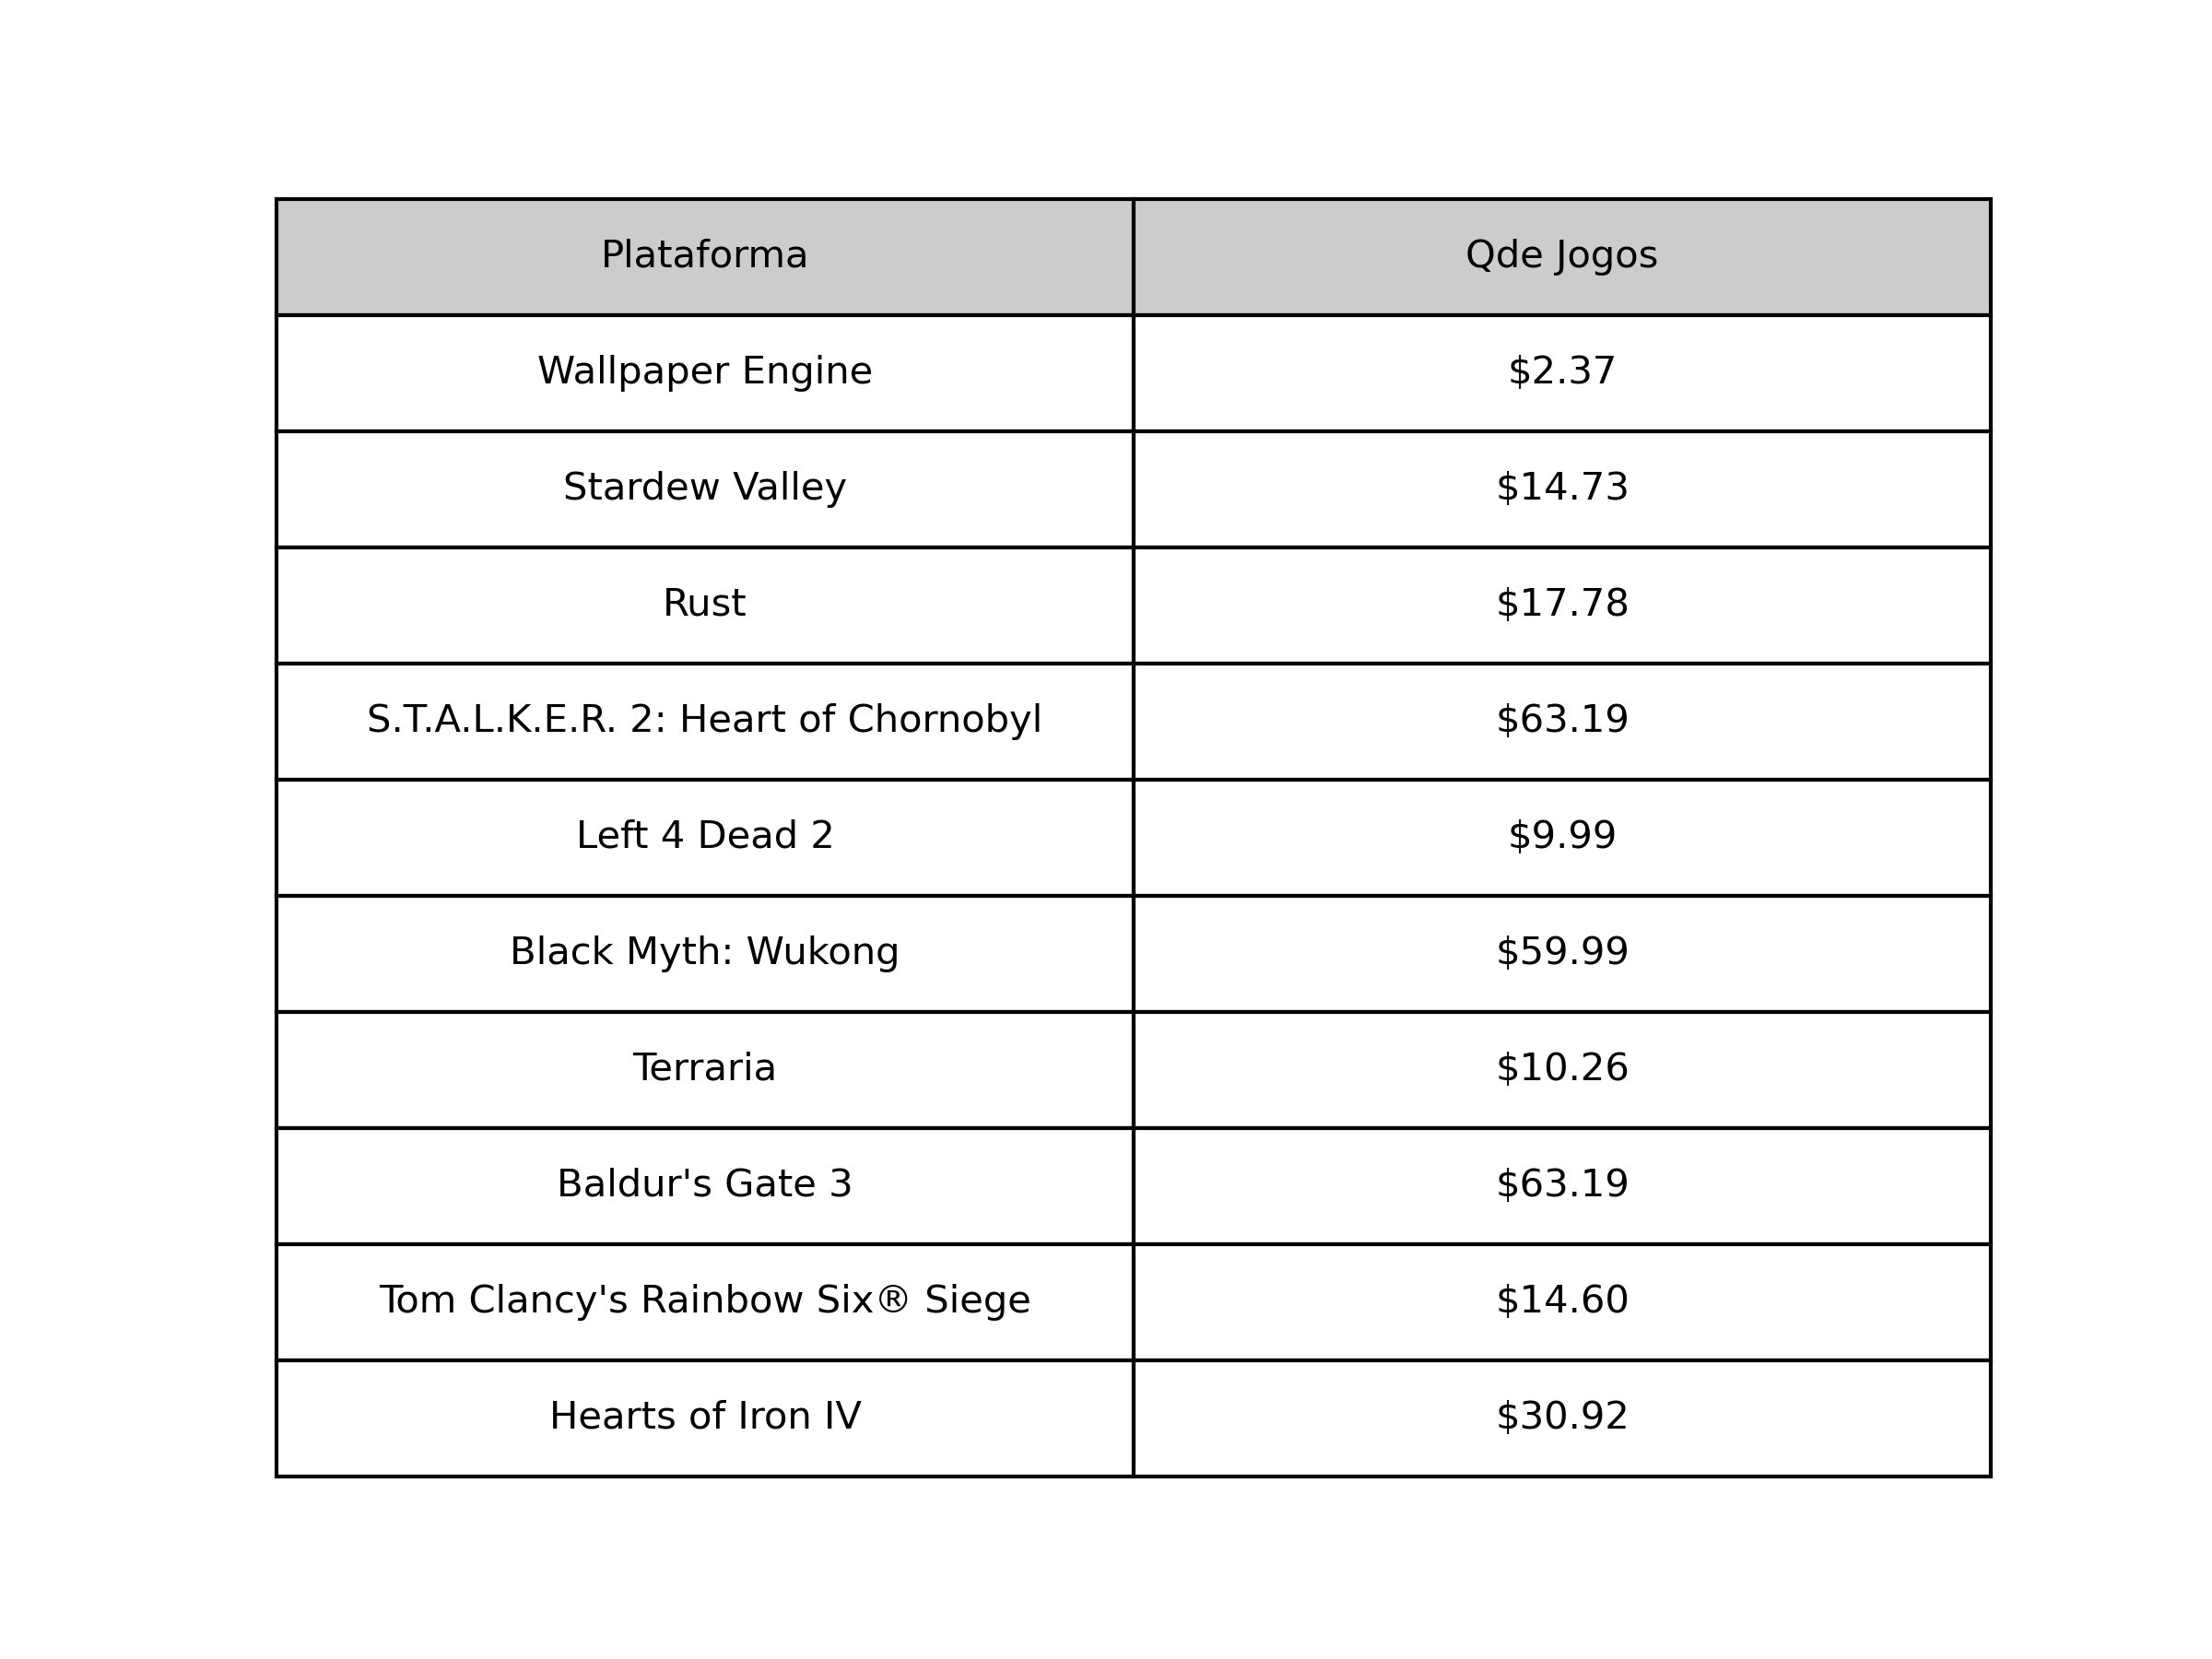 Plataforma Qde Jogos
Wallpaper Engine $2.37
Stardew Valley $14.73
Rust $17.78
S.T.A.L.K.E.R. 2: Heart of Chornobyl $63.19
Left 4 Dead 2 $9.99
Black Myth: Wukong $59.99
Terraria $10.26
Baldur's Gate 3 $63.19
Tom Clancy's Rainbow Six® Siege $14.60
Hearts of Iron IV $30.92